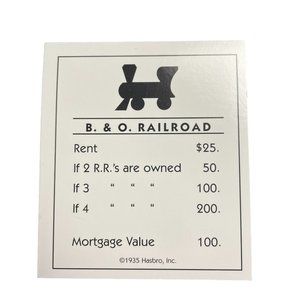 B. & O. RAILROAD
Rent $25.
If 2 R.R.'s are owned 50.
If 3 " " " 100.
If 4 " " " 200.
Mortgage Value 100.
©1935 Hasbro, Inc.